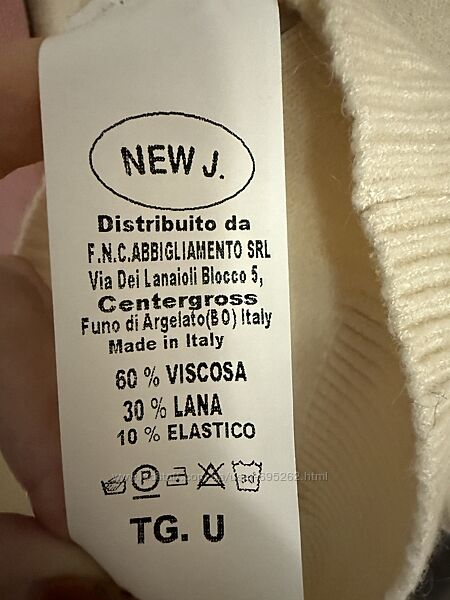 NEW J.
Distribuito da
F.N.C.ABBIGLIAMENTO SRL
Via Dei Lanaioli Blocco 5,
Centergross
Funo di Argelato(BO) Italy
Made in Italy
60 % VISCOSA
30 % LANA
10 % ELASTICO
P
30
TG. U